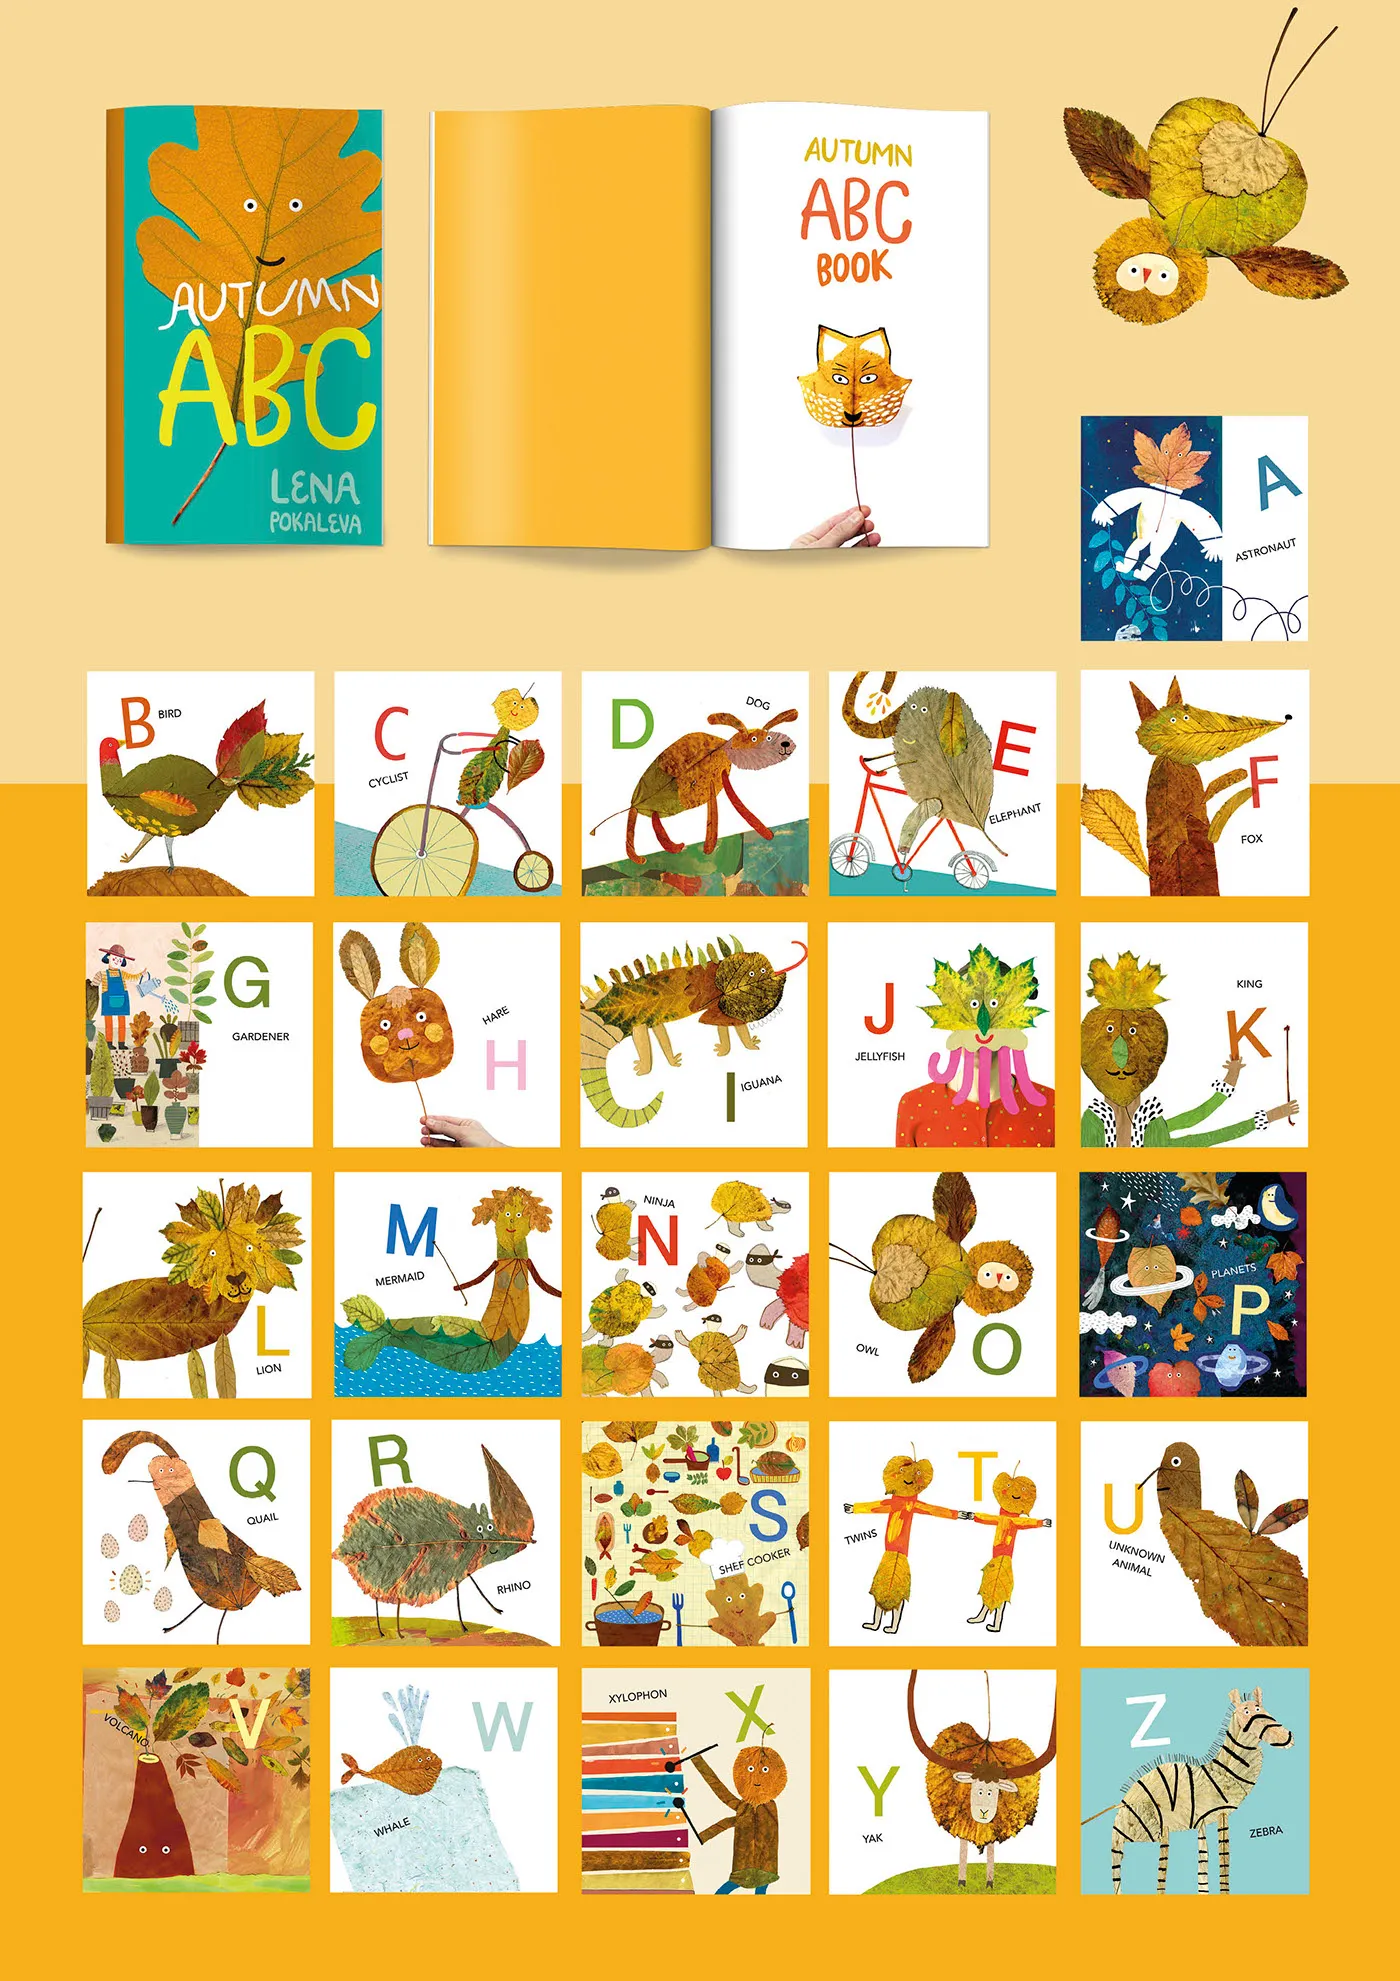 AUTUMN
ABC
LENA
POKALEVA
AUTUMN
ABC
BOOK
A
ASTRONAUT
B
BIRD
C
CYCLIST
D
DOG
E
ELEPHANT
F
FOX
G
GARDENER
HARE
H
I
IGUANA
J
JELLYFISH
KING
K
L
LION
M
MERMAID
NINJA
N
OWL
O
PLANETS
P
Q
QUAIL
R
RHINO
S
SHEF COOKER
T
TWINS
U
UNKNOWN
ANIMAL
VOLCANO
V
W
WHALE
XYLOPHON
X
Y
YAK
Z
ZEBRA